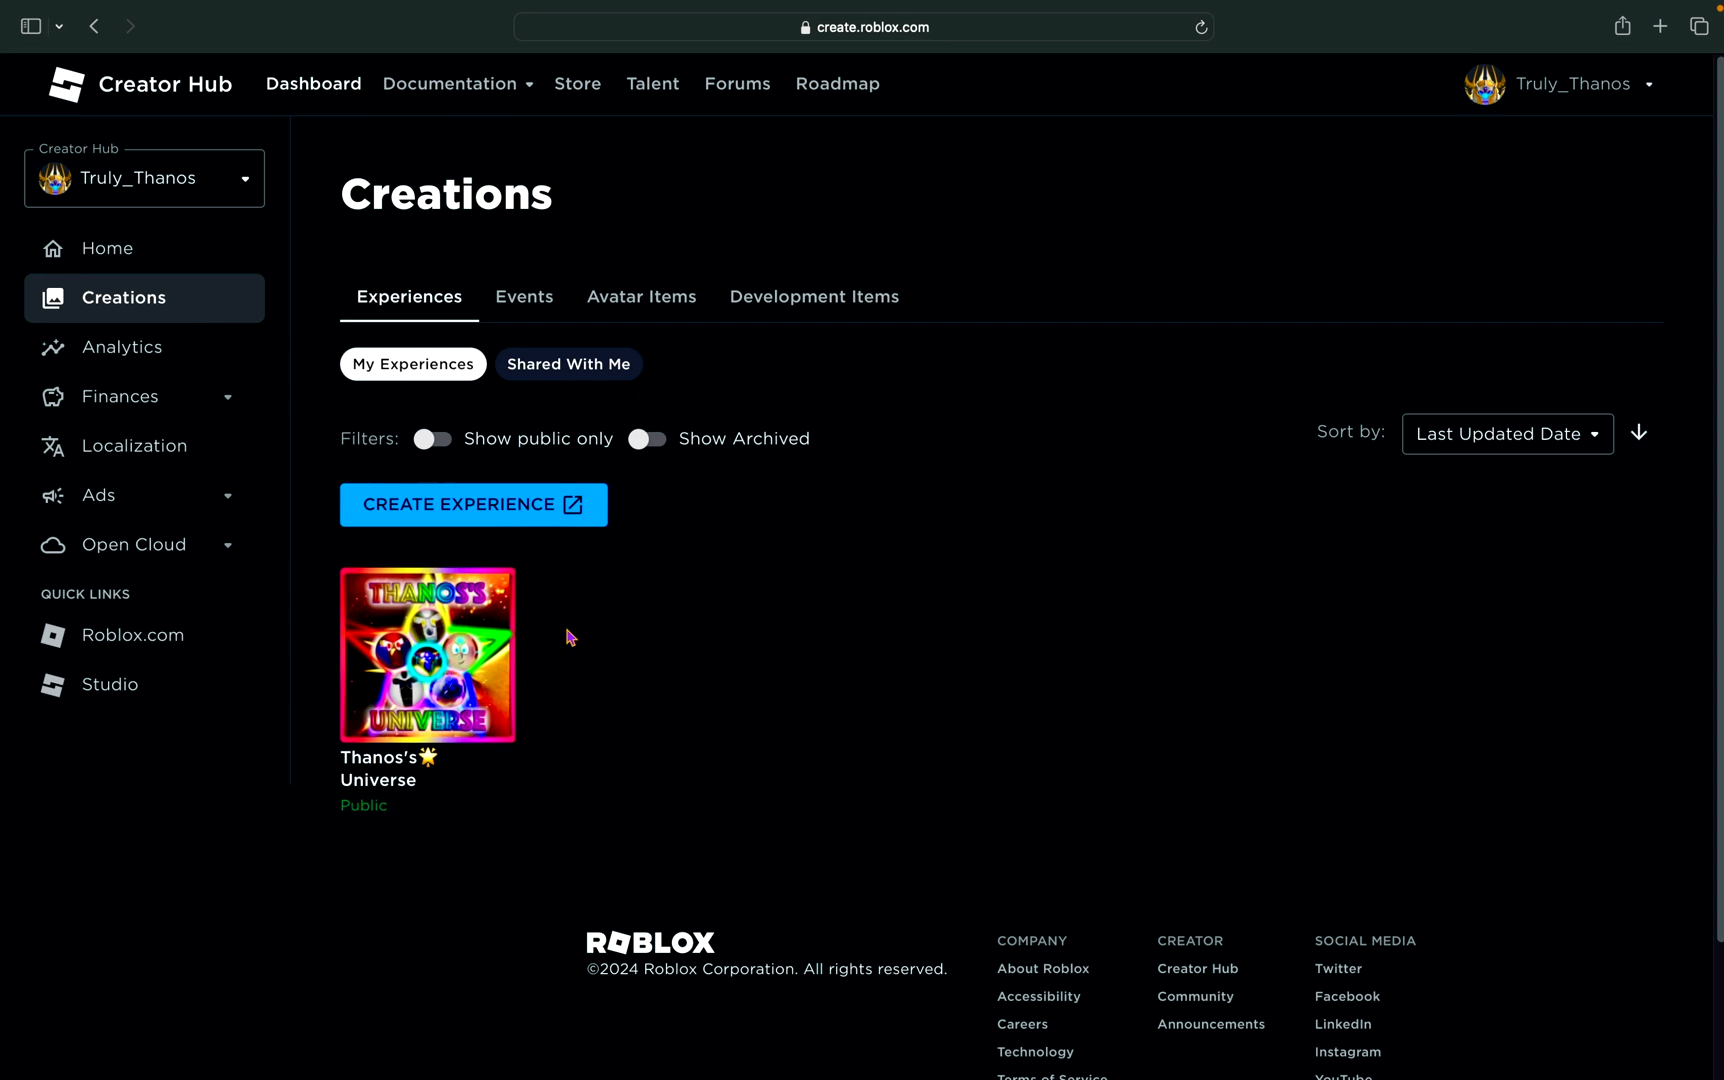 create.roblox.com
Creator Hub Dashboard Documentation Store Talent Forums Roadmap Truly_Thanos
Creator Hub
Truly_Thanos
Home
Creations
Analytics
Finances
Localization
Ads
Open Cloud
QUICK LINKS
Roblox.com
Studio
Creations
Experiences Events Avatar Items Development Items
My Experiences Shared With Me
Filters: Show public only Show Archived Sort by: Last Updated Date
CREATE EXPERIENCE
THANOS'S
UNIVERSE
Thanos's🌟
Universe
Public
ROBLOX
©2024 Roblox Corporation. All rights reserved.
COMPANY
About Roblox
Accessibility
Careers
Technology
Terms of Service
CREATOR
Creator Hub
Community
Announcements
SOCIAL MEDIA
Twitter
Facebook
LinkedIn
Instagram
YouTube